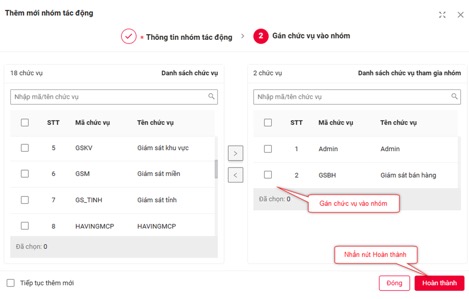 Thêm mới nhóm tác động
Thông tin nhóm tác động
2 Gán chức vụ vào nhóm
18 chức vụ
Danh sách chức vụ
Nhập mã/tên chức vụ
STT Mã chức vụ Tên chức vụ
5 GSKV Giám sát khu vực
6 GSM Giám sát miền
7 GS_TINH Giám sát tỉnh
8 HAVINGMCP HAVINGMCP
Đã chọn: 0
2 chức vụ
Danh sách chức vụ tham gia nhóm
Nhập mã/tên chức vụ
STT Mã chức vụ Tên chức vụ
1 Admin Admin
2 GSBH Giám sát bán hàng
Đã chọn: 0
Gán chức vụ vào nhóm
Nhấn nút Hoàn thành
Tiếp tục thêm mới
Đóng
Hoàn thành